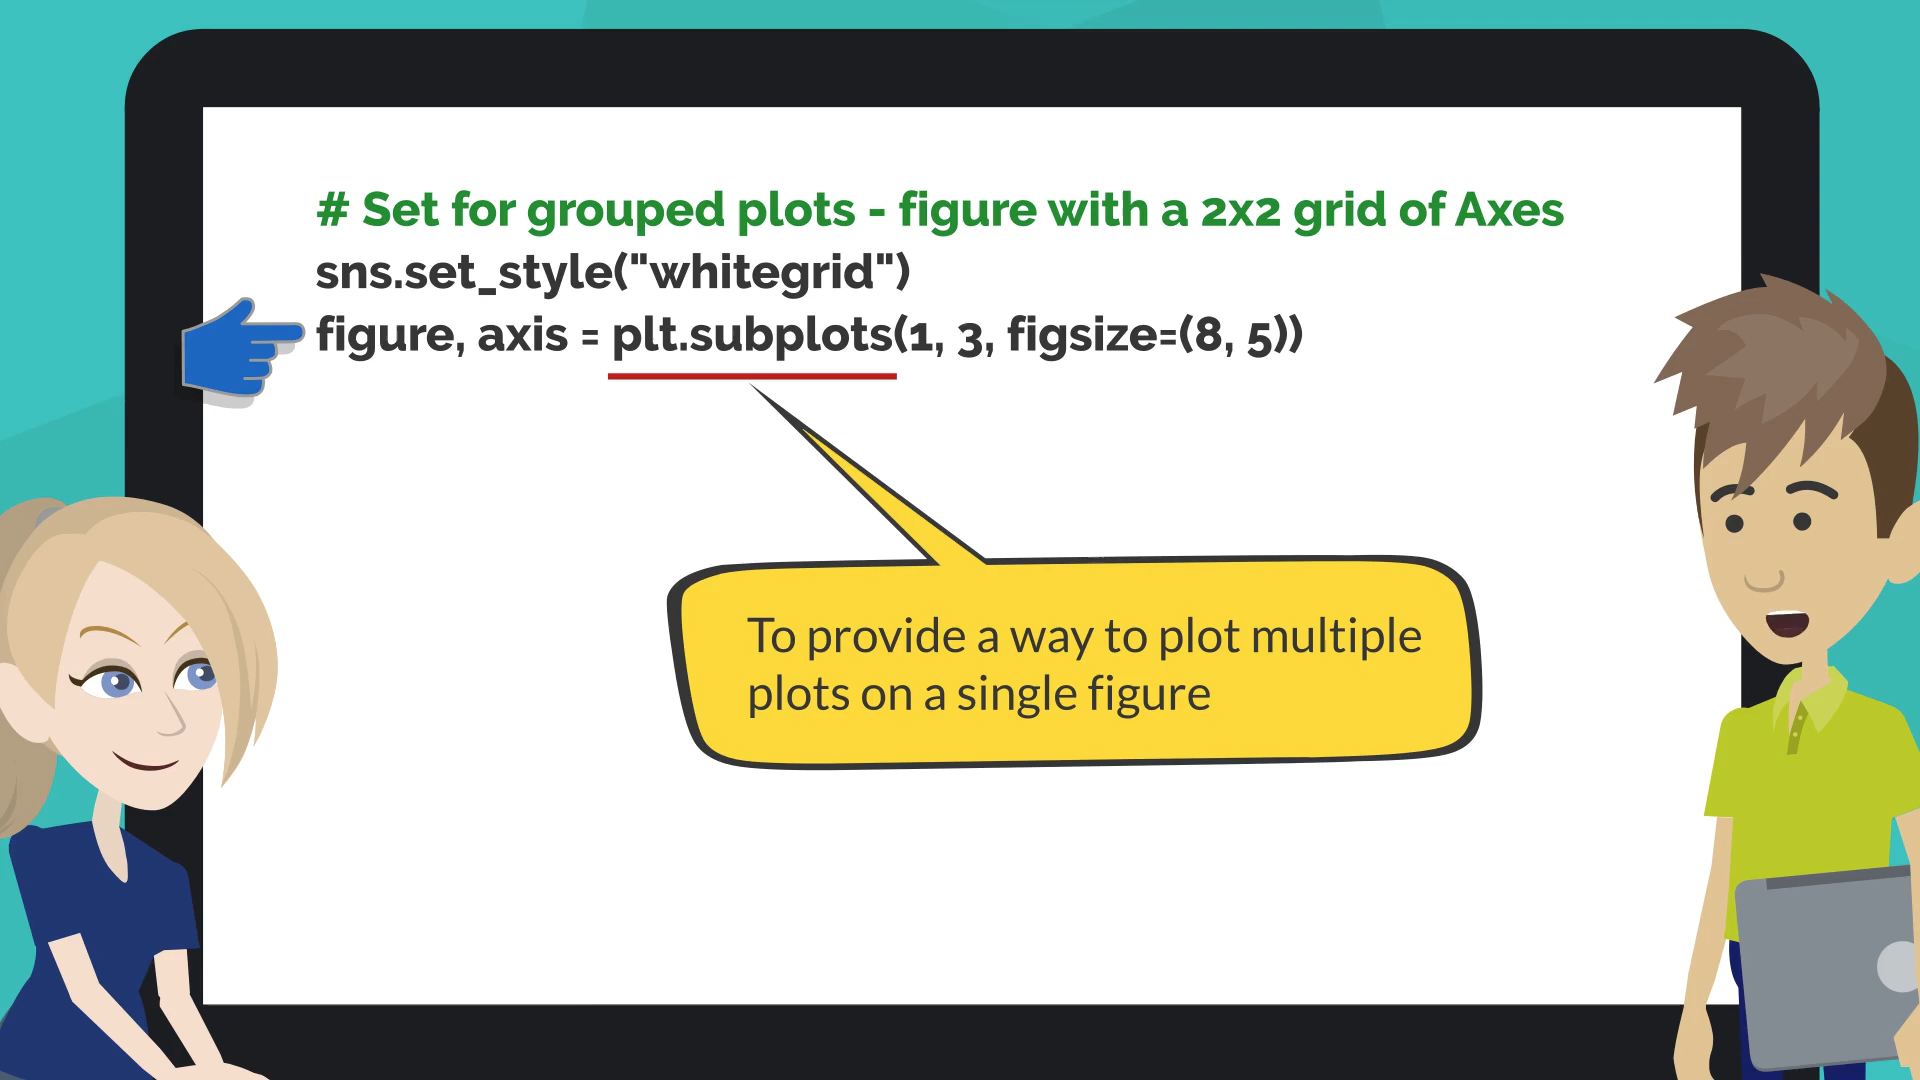 # Set for grouped plots - figure with a 2x2 grid of Axes
sns.set_style("whitegrid")
figure, axis = plt.subplots(1, 3, figsize=(8, 5))
To provide a way to plot multiple
plots on a single figure